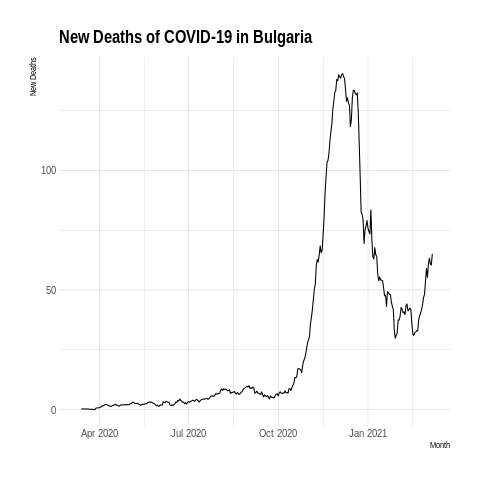 New Deaths of COVID-19 in Bulgaria
New Deaths
100
50
0
Apr 2020 Jul 2020 Oct 2020 Jan 2021
Month